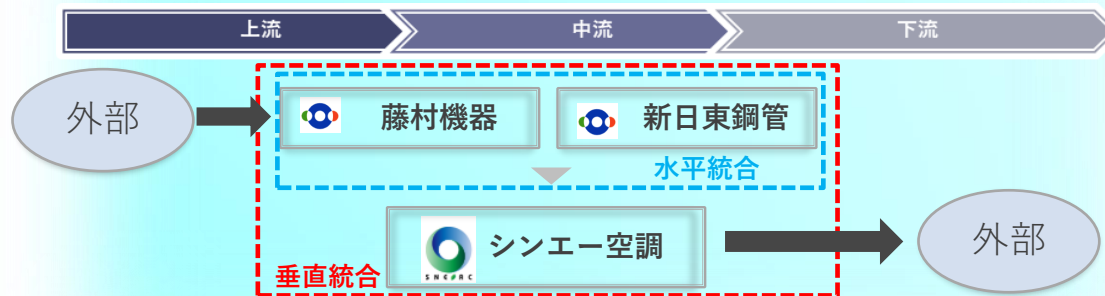 上流 中流 下流
外部
藤村機器 新日東鋼管
水平統合
シンエー空調
SNEPAC
外部
垂直統合